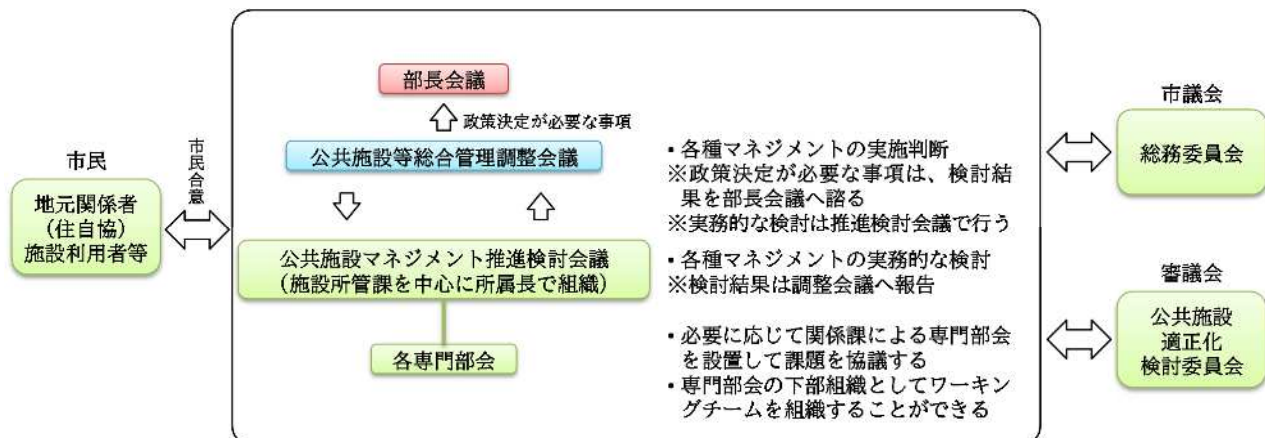 部長会議
政策決定が必要な事項
公共施設等総合管理調整会議
市民
市民合意
地元関係者
(住自協)
施設利用者等
公共施設マネジメント推進検討会議
(施設所管課を中心に所属長で組織)
各専門部会
・各種マネジメントの実施判断
※政策決定が必要な事項は、検討結
果を部長会議へ諮る
※実務的な検討は推進検討会議で行う
・各種マネジメントの実務的な検討
※検討結果は調整会議へ報告
・必要に応じて関係課による専門部会
を設置して課題を協議する
・専門部会の下部組織としてワーキン
グチームを組織することができる
市議会
総務委員会
審議会
公共施設
適正化
検討委員会